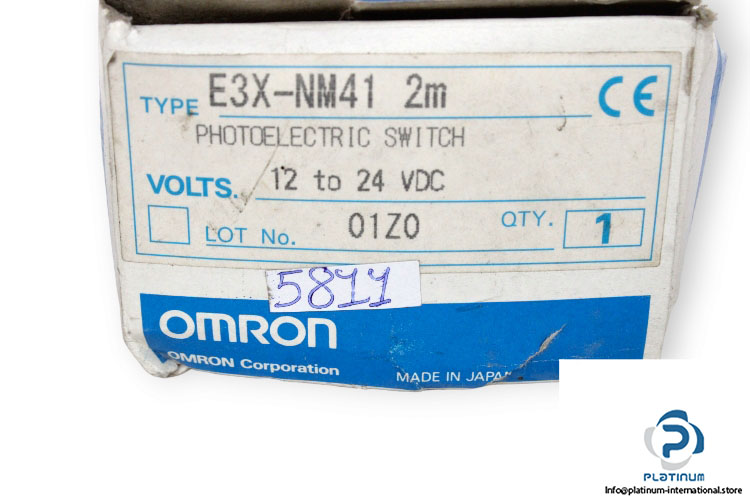 TYPE E3X-NM41 2m CE
PHOTOELECTRIC SWITCH
VOLTS. 12 to 24 VDC
LOT No. 01Z0 QTY. 1
OMRON
OMRON Corporation
MADE IN JAPAN
PLATINUM
Info@platinum-international.store